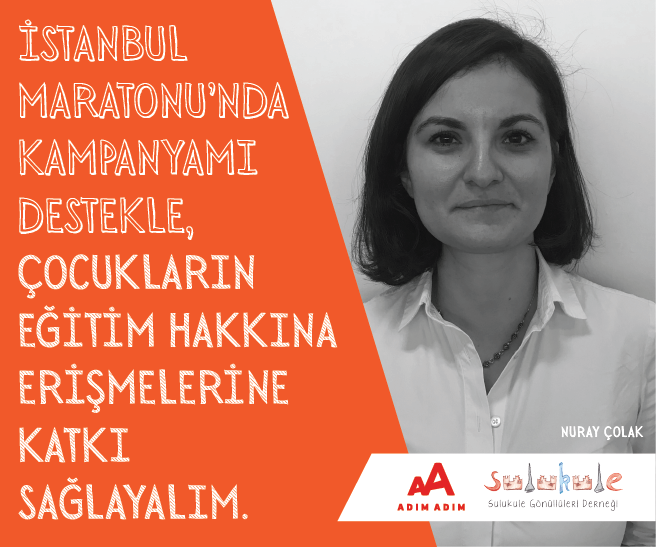 İSTANBUL
MARATONU'NDA
KAMPANYAMI
DESTEKLE,
ÇOCUKLARIN
EĞİTİM HAKKINA
ERİŞMELERİNE
KATKI
SAĞLAYALIM.
NURAY ÇOLAK
AA
ADIM ADIM
Sulukule
Sulukule Gönüllüleri Derneği